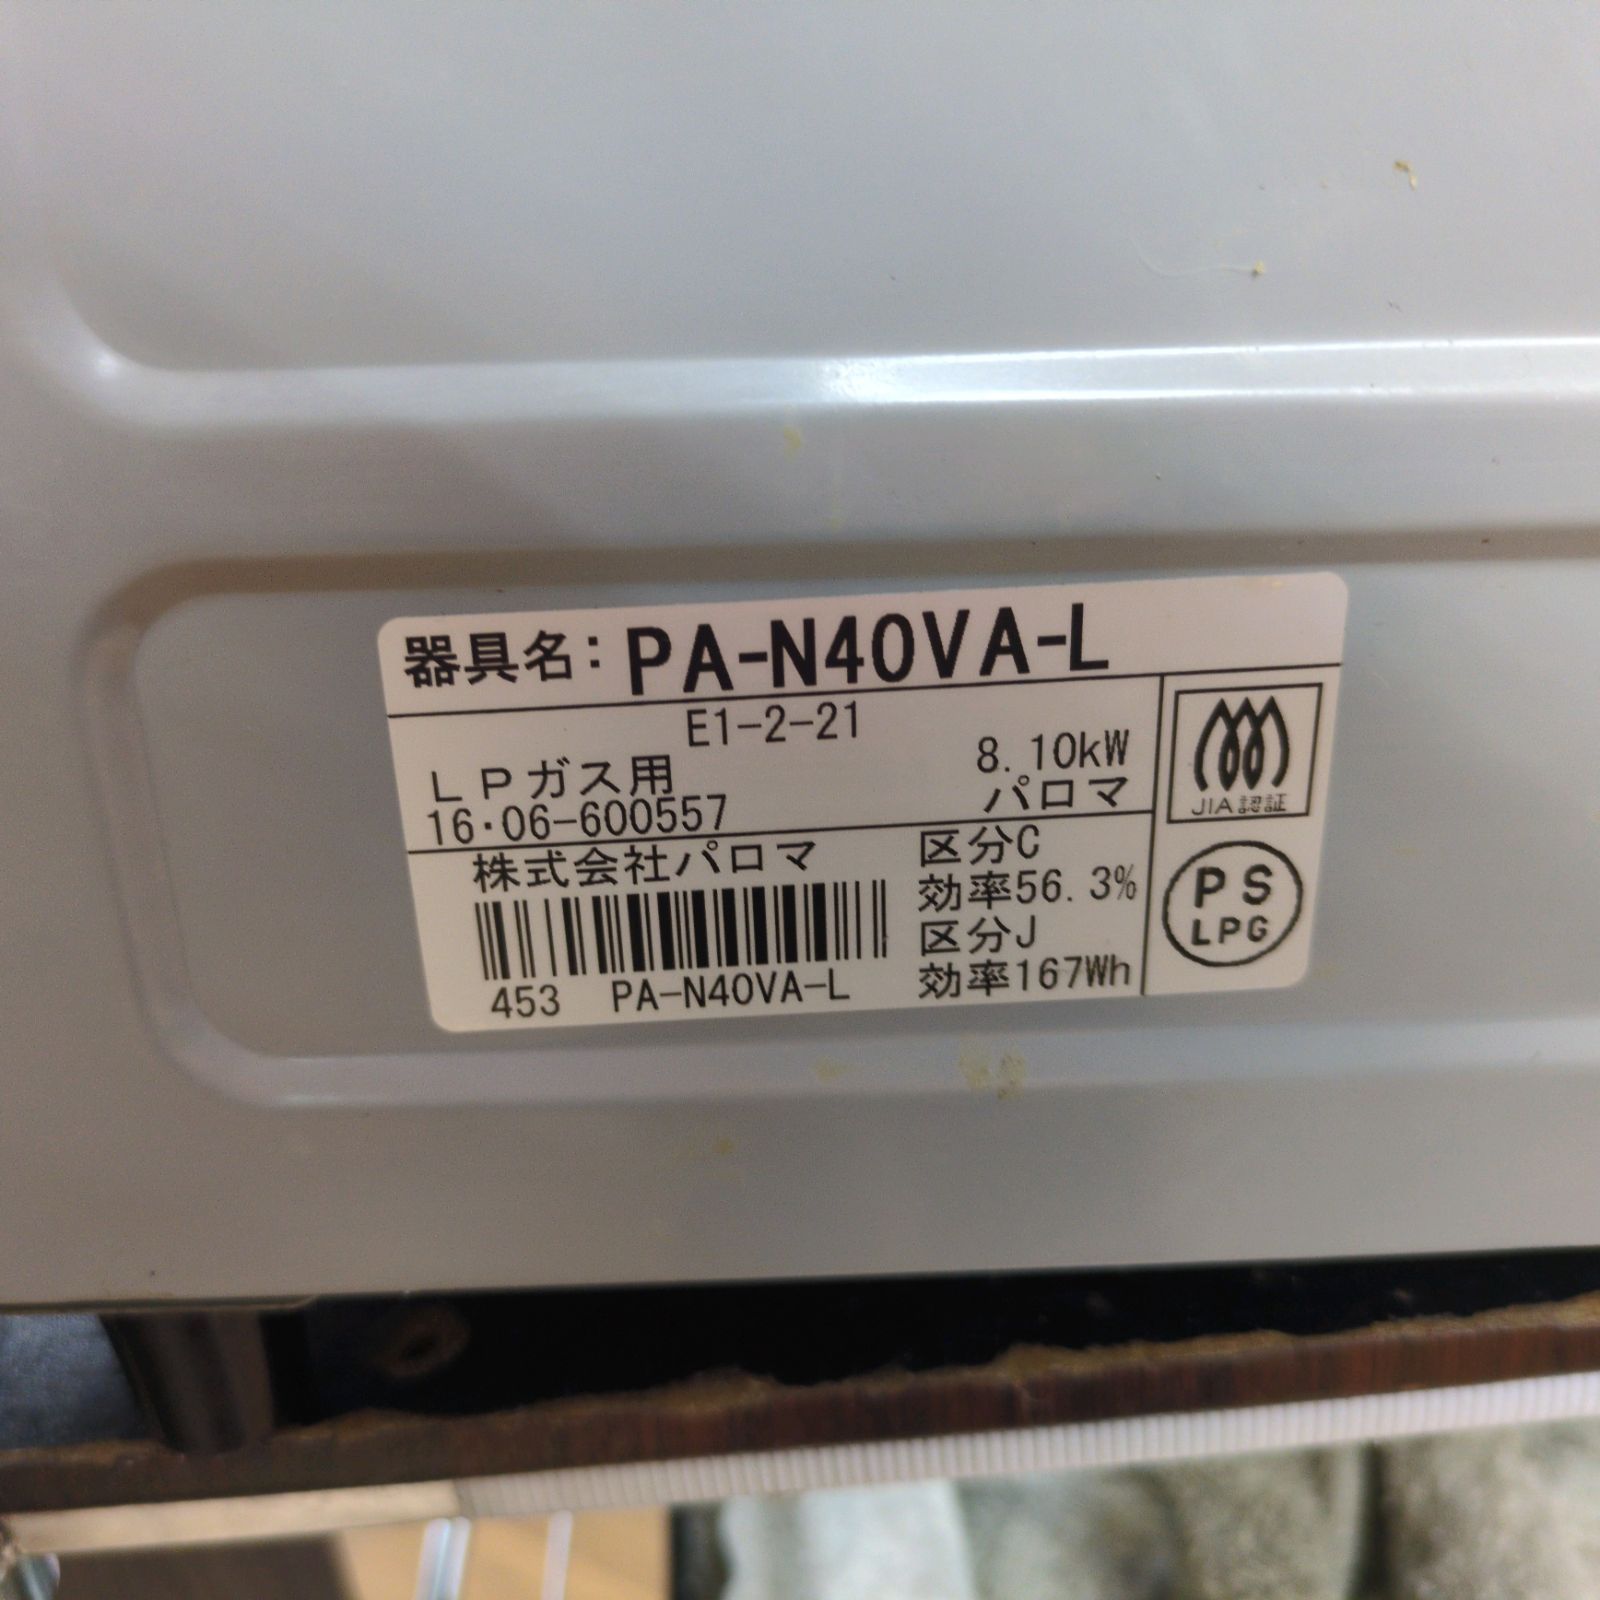 器具名：PA-N40VA-L
E1-2-21
LPガス用 8.10kW
16・06-600557 パロマ
株式会社パロマ
453 PA-N40VA-L
区分C
効率56.3%
区分J
効率167Wh
JIA認証
PS
LPG